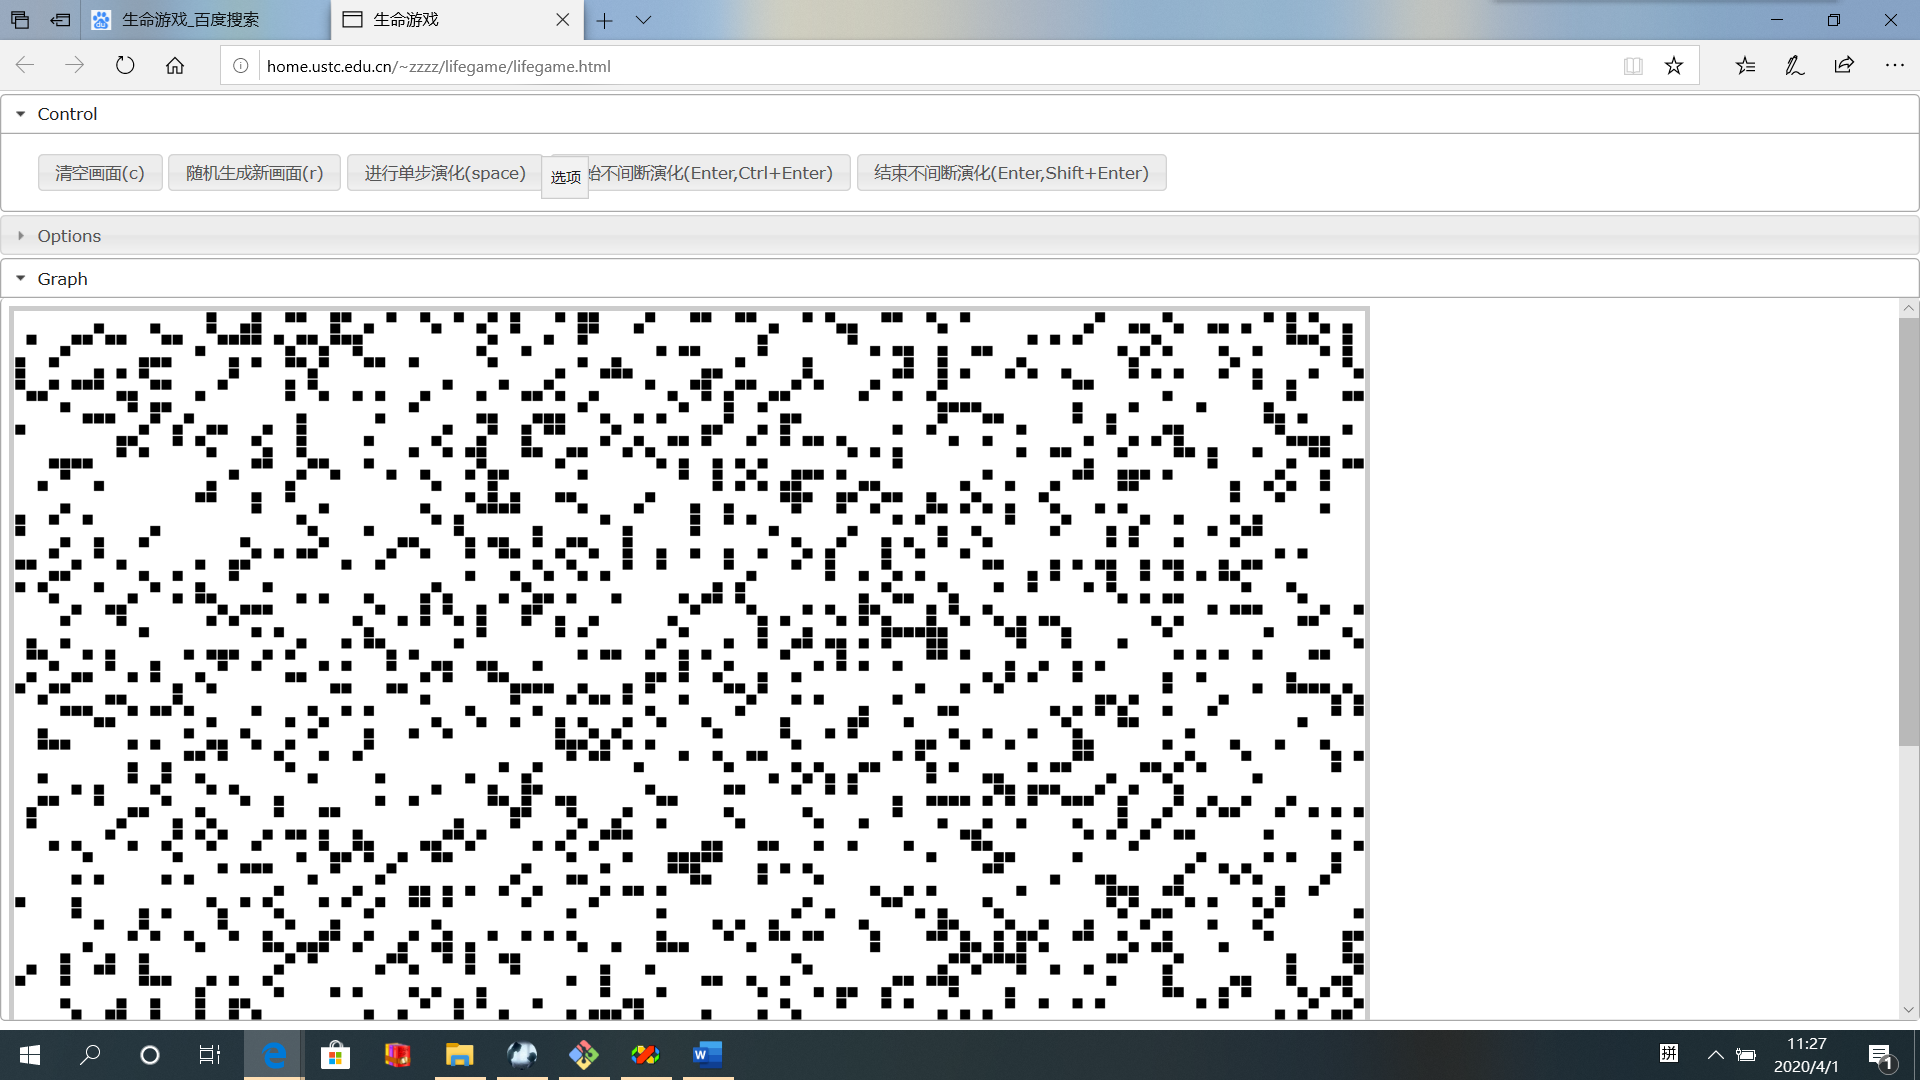 生命游戏_百度搜索
生命游戏
home.ustc.edu.cn/~zzzz/lifegame/lifegame.html
Control
清空画面(c)
随机生成新画面(r)
进行单步演化(space)
选项
始不间断演化(Enter,Ctrl+Enter)
结束不间断演化(Enter,Shift+Enter)
Options
Graph
拼
11:27
2020/4/1
1